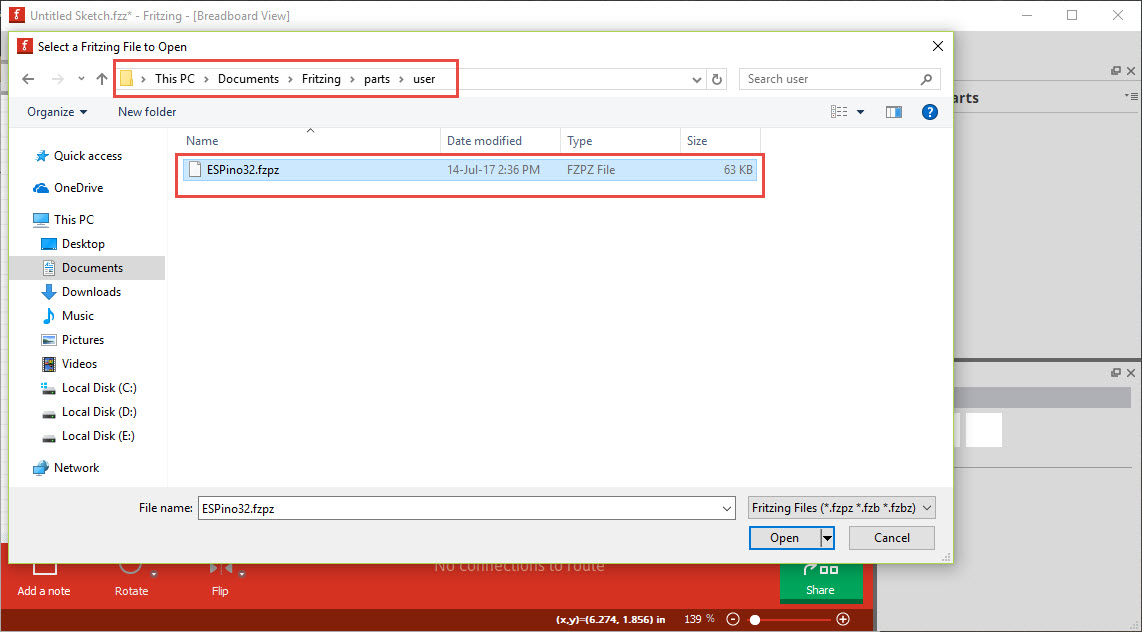 Untitled Sketch.fzz* - Fritzing - [Breadboard View]
Select a Fritzing File to Open
This PC > Documents > Fritzing > parts > user
Search user
arts
Organize
New folder
Name
Date modified
Type
Size
ESPino32.fzpz
14-Jul-17 2:36 PM
FZPZ File
63 KB
Quick access
OneDrive
This PC
Desktop
Documents
Downloads
Music
Pictures
Videos
Local Disk (C:)
Local Disk (D:)
Local Disk (E:)
Network
File name:
ESPino32.fzpz
Fritzing Files (*.fzpz *.fzb *.fzbz)
Open
Cancel
No connections to route
Add a note
Rotate
Flip
Share
(x,y)=(6.274, 1.856) in
139 %